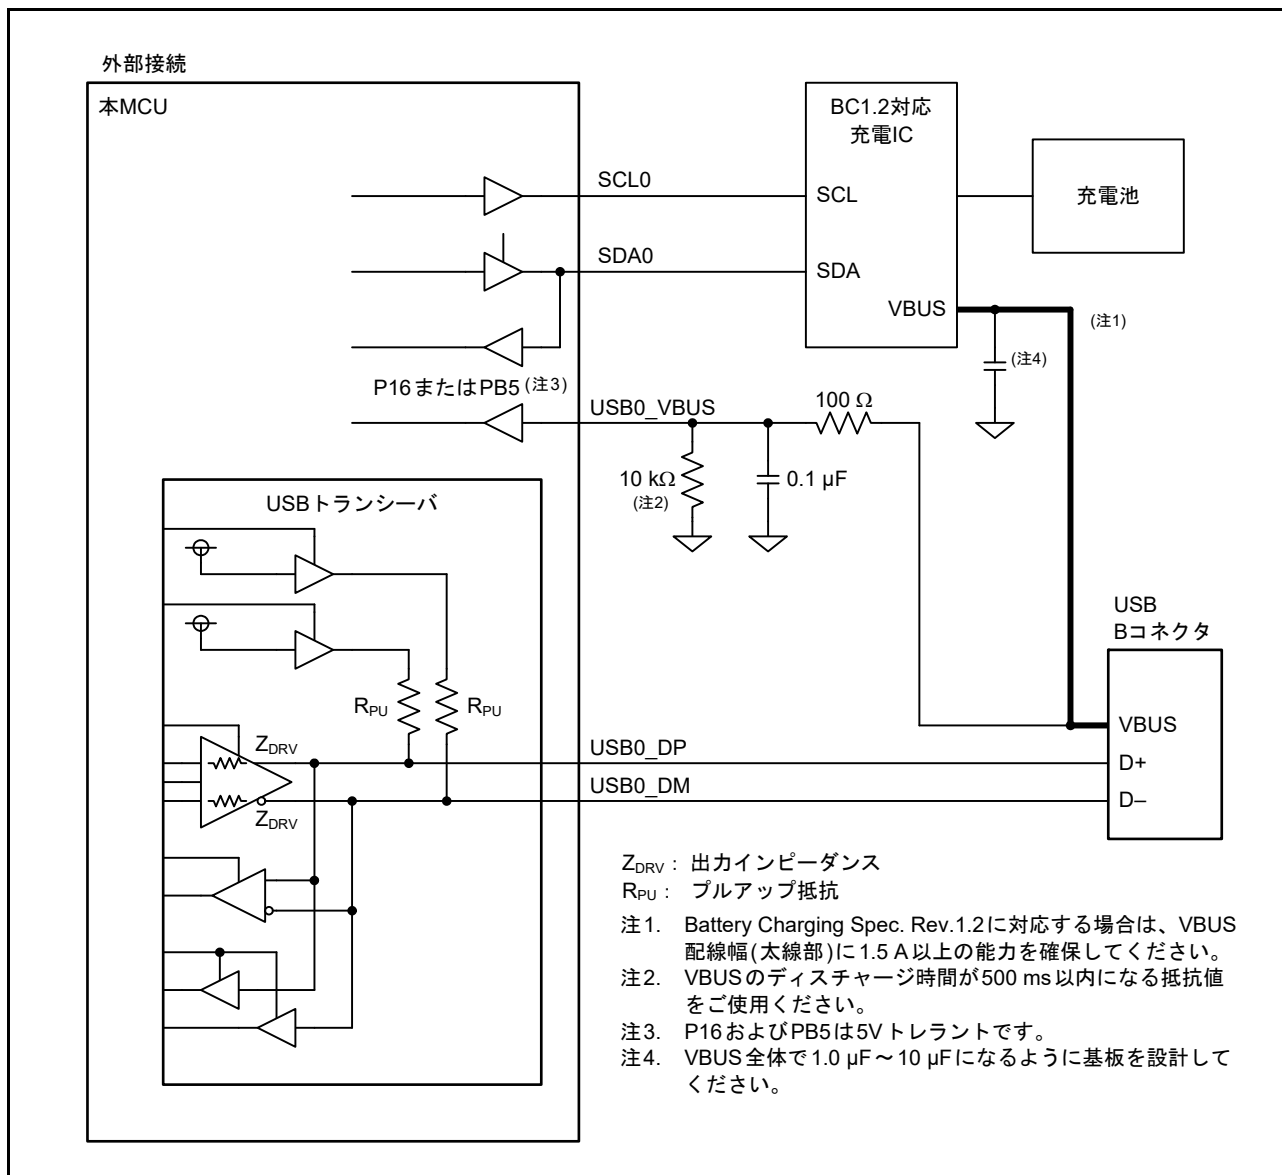 外部接続
本MCU
BC1.2対応
充電IC
SCL0
SCL
充電池
SDA0
SDA
VBUS
(注1)
(注4)
P16またはPB5(注3)
USB0_VBUS
100 Ω
10 kΩ
(注2)
0.1 μF
USBトランシーバ
USB
Bコネクタ
RPU
RPU
VBUS
ZDRV
USB0_DP
D+
USB0_DM
D–
ZDRV
ZDRV： 出力インピーダンス
RPU： プルアップ抵抗
注1. Battery Charging Spec. Rev.1.2に対応する場合は、VBUS
配線幅(太線部)に1.5 A以上の能力を確保してください。
注2. VBUSのディスチャージ時間が500 ms以内になる抵抗値
をご使用ください。
注3. P16およびPB5は5Vトレラントです。
注4. VBUS全体で1.0 μF～10 μFになるように基板を設計して
ください。